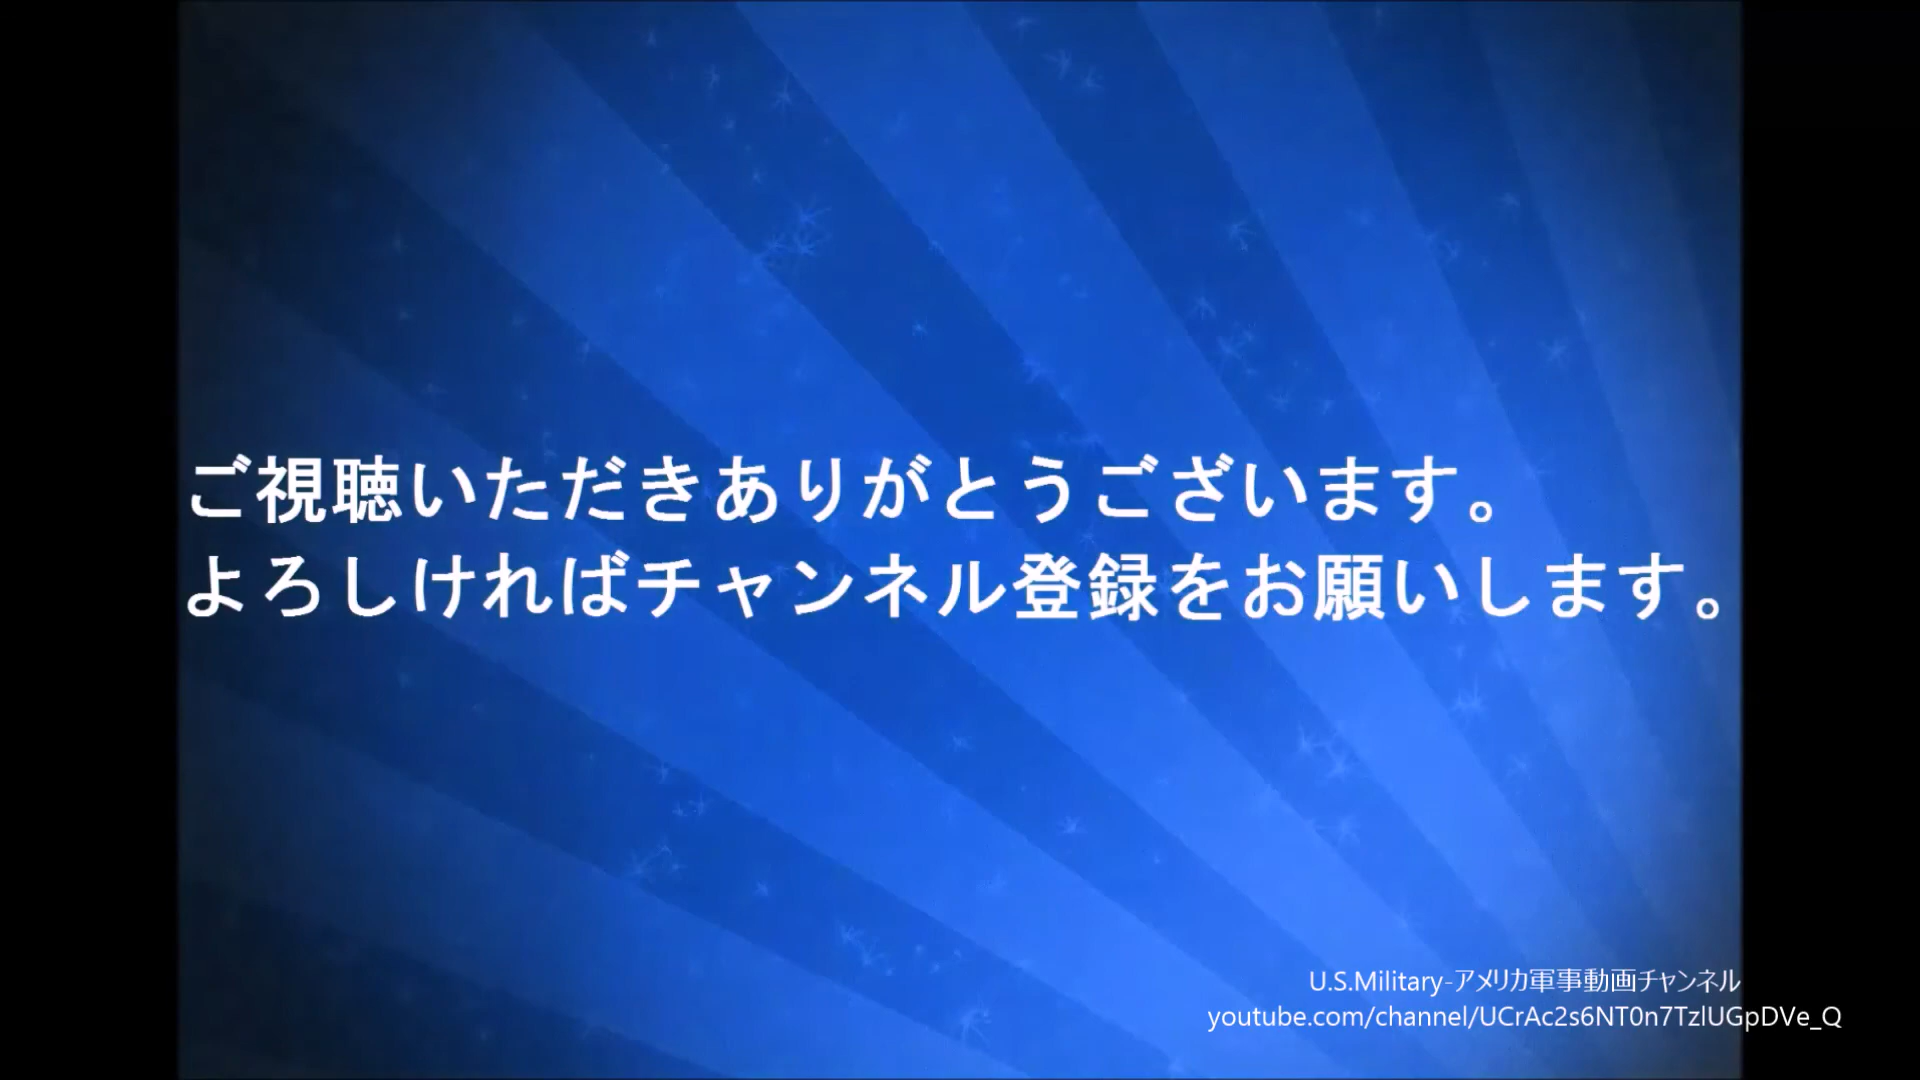 ご視聴いただきありがとうございます。
よろしければチャンネル登録をお願いします。
U.S.Military-アメリカ軍事動画チャンネル
youtube.com/channel/UCrAc2s6NT0n7TzlUGpDVe_Q